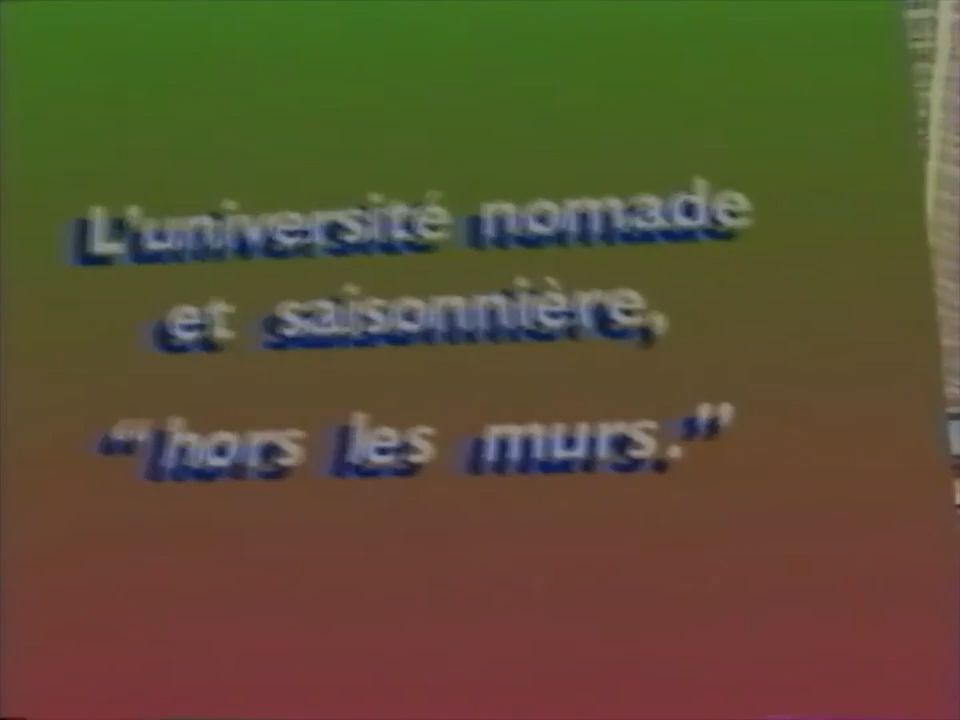 L'université nomade
et saisonnière,
“hors les murs.”